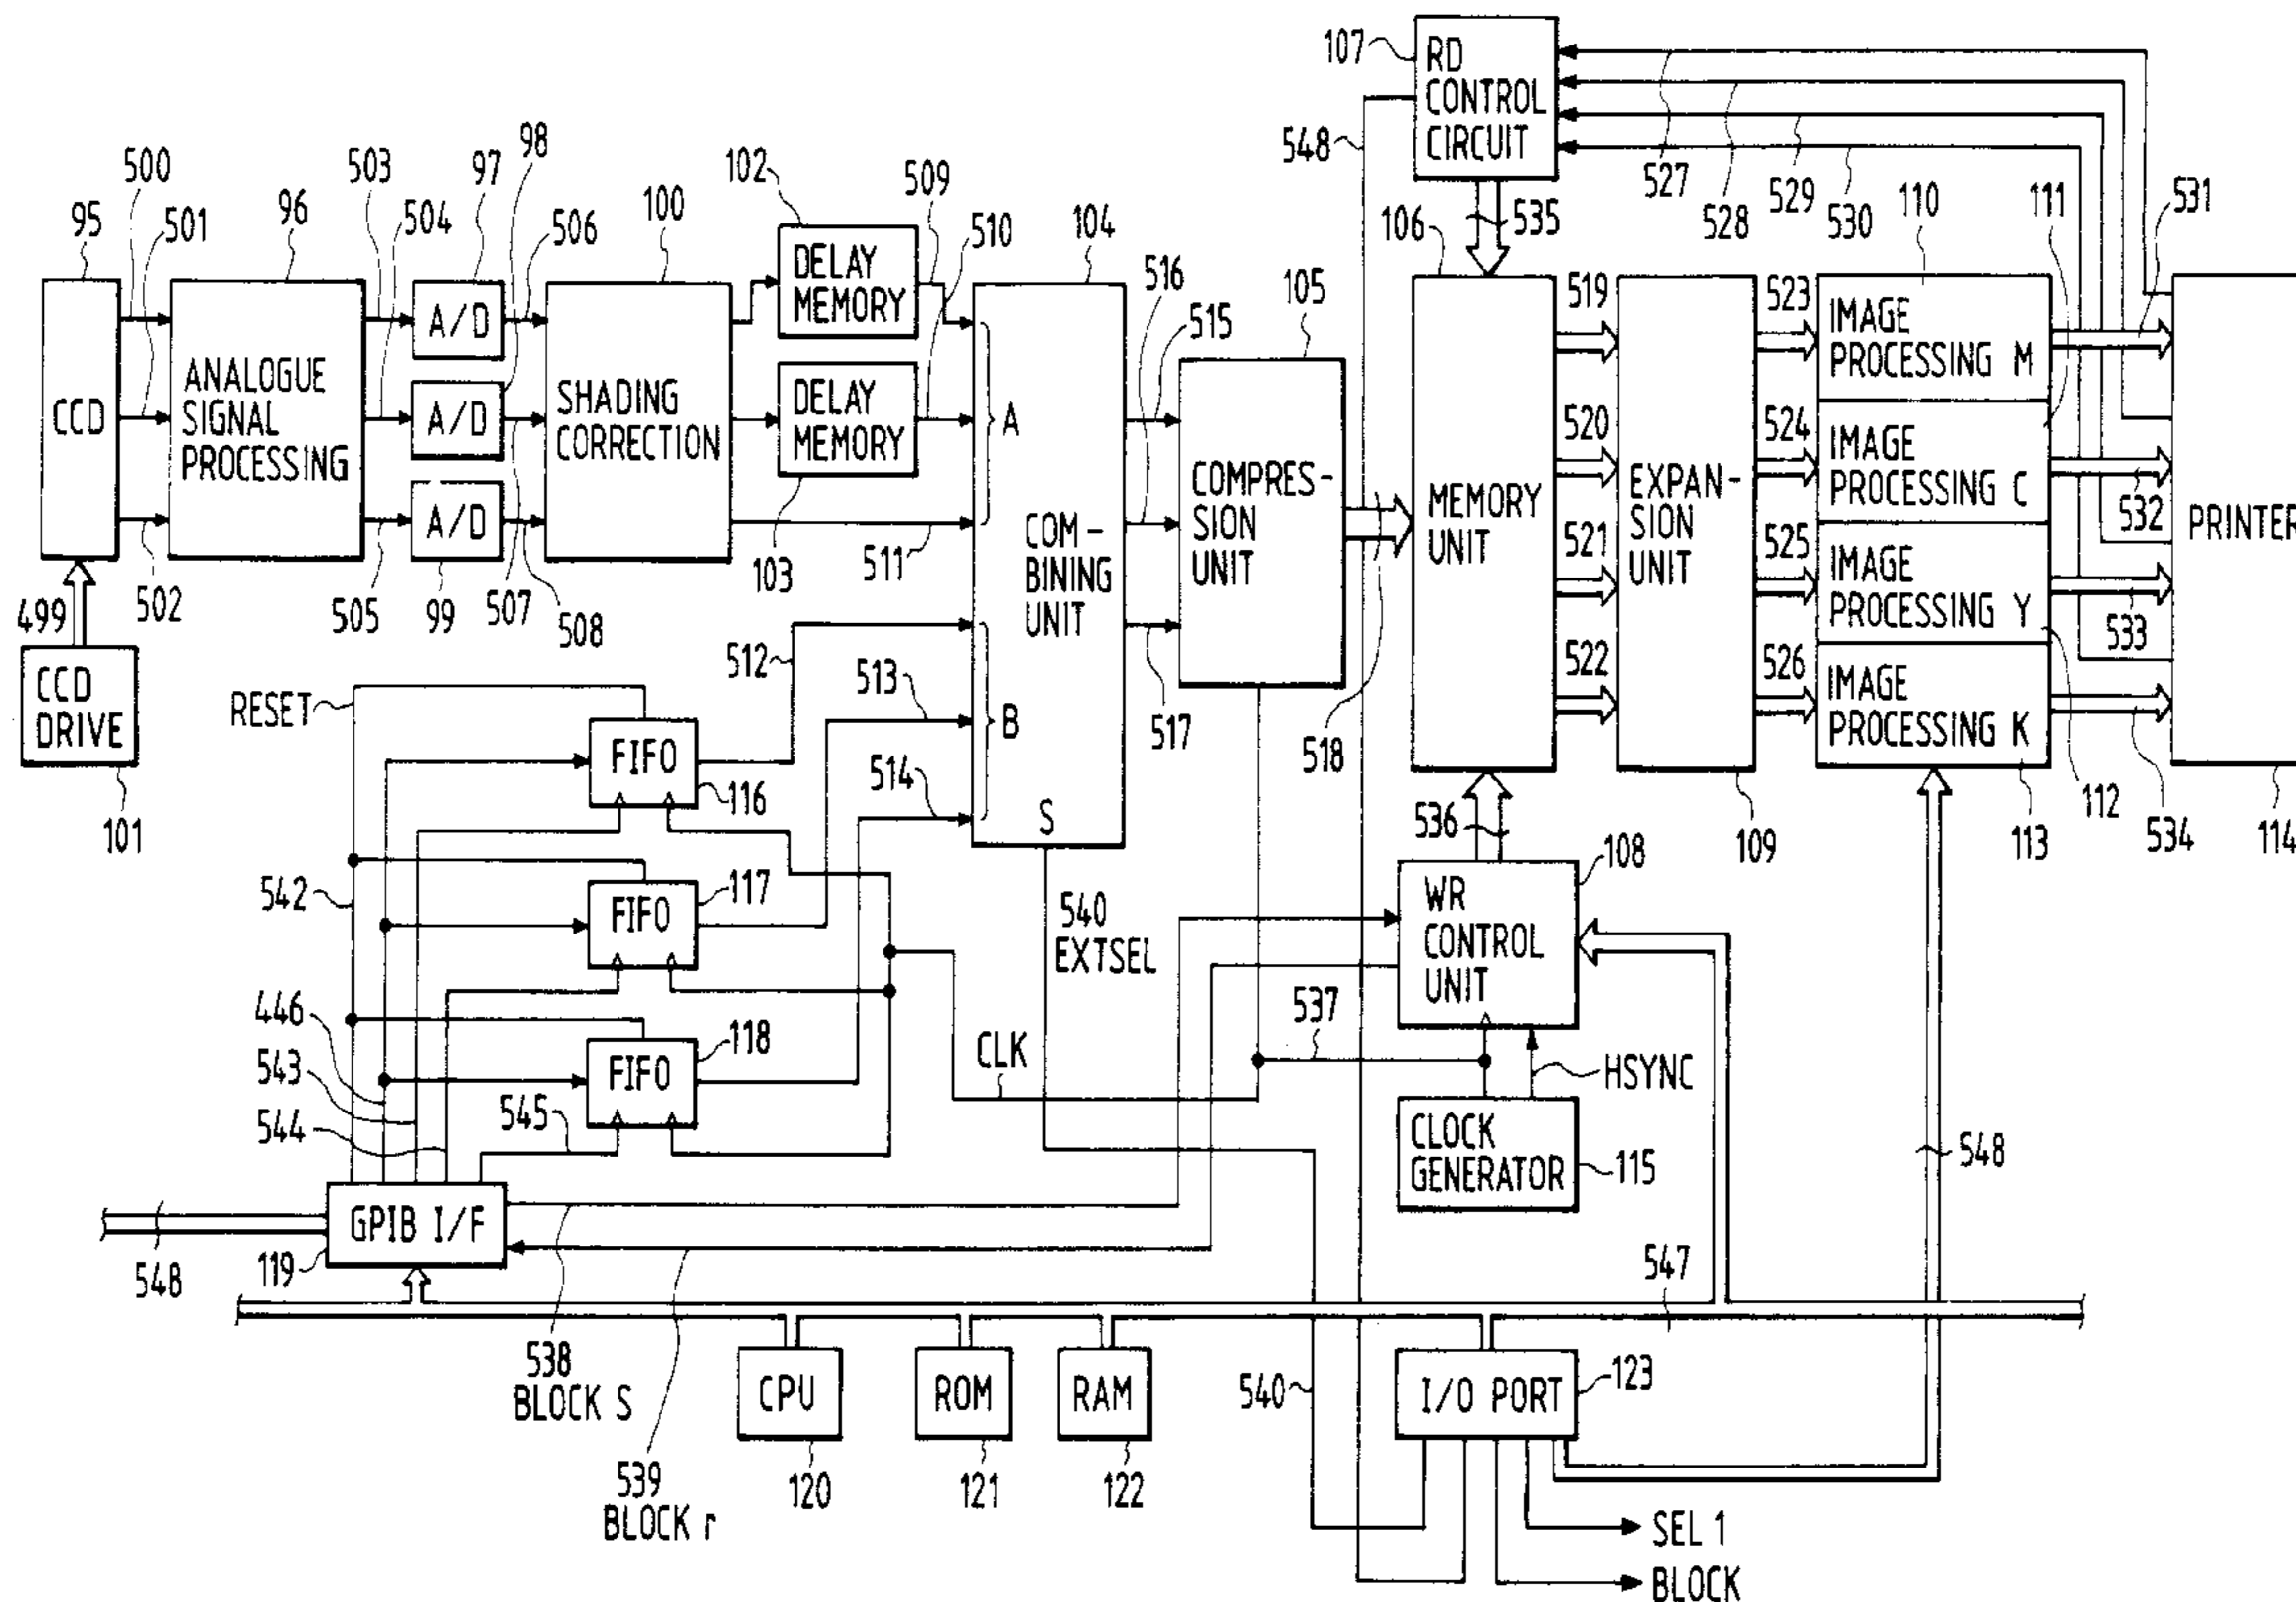 107
RD
CONTROL
CIRCUIT
548
527
528
529
530
535
95
500
501
96
503
504
97
98
506
100
102
509
510
104
516
515
105
106
519
523
110
111
531
CCD
ANALOGUE
SIGNAL
PROCESSING
A/D
A/D
A/D
SHADING
CORRECTION
DELAY
MEMORY
DELAY
MEMORY
A
COM-
BINING
UNIT
B
S
COMPRES-
SION
UNIT
MEMORY
UNIT
EXPAN-
SION
UNIT
520
521
522
524
525
526
IMAGE
PROCESSING M
IMAGE
PROCESSING C
IMAGE
PROCESSING Y
IMAGE
PROCESSING K
PRINTER
532
533
534
499
502
505
99
507
508
103
511
512
513
514
517
518
CCD
DRIVE
101
RESET
FIFO
116
FIFO
117
FIFO
118
542
446
543
544
545
540
EXTSEL
CLK
537
536
108
109
113
112
114
WR
CONTROL
UNIT
HSYNC
CLOCK
GENERATOR
115
548
GPIB I/F
119
548
547
538
BLOCK S
539
BLOCK r
CPU
120
ROM
121
RAM
122
540
I/O PORT
123
SEL 1
BLOCK